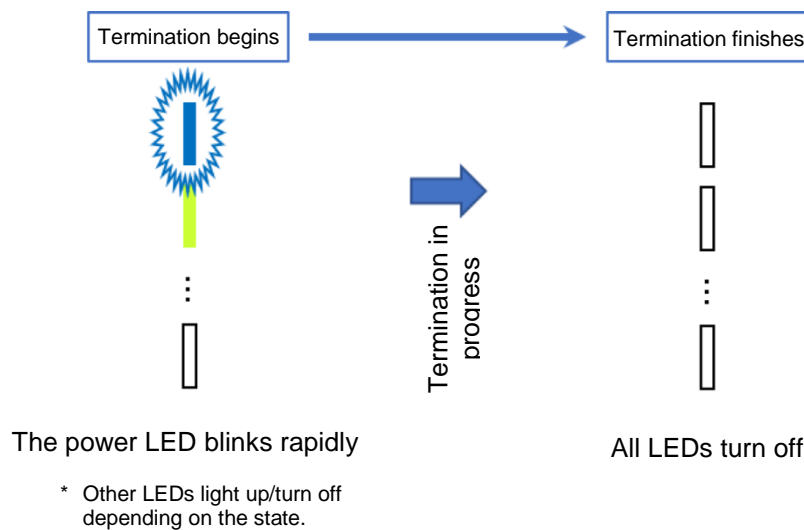 Termination begins
Termination finishes
Termination in
progress
The power LED blinks rapidly
All LEDs turn off
* Other LEDs light up/turn off
depending on the state.